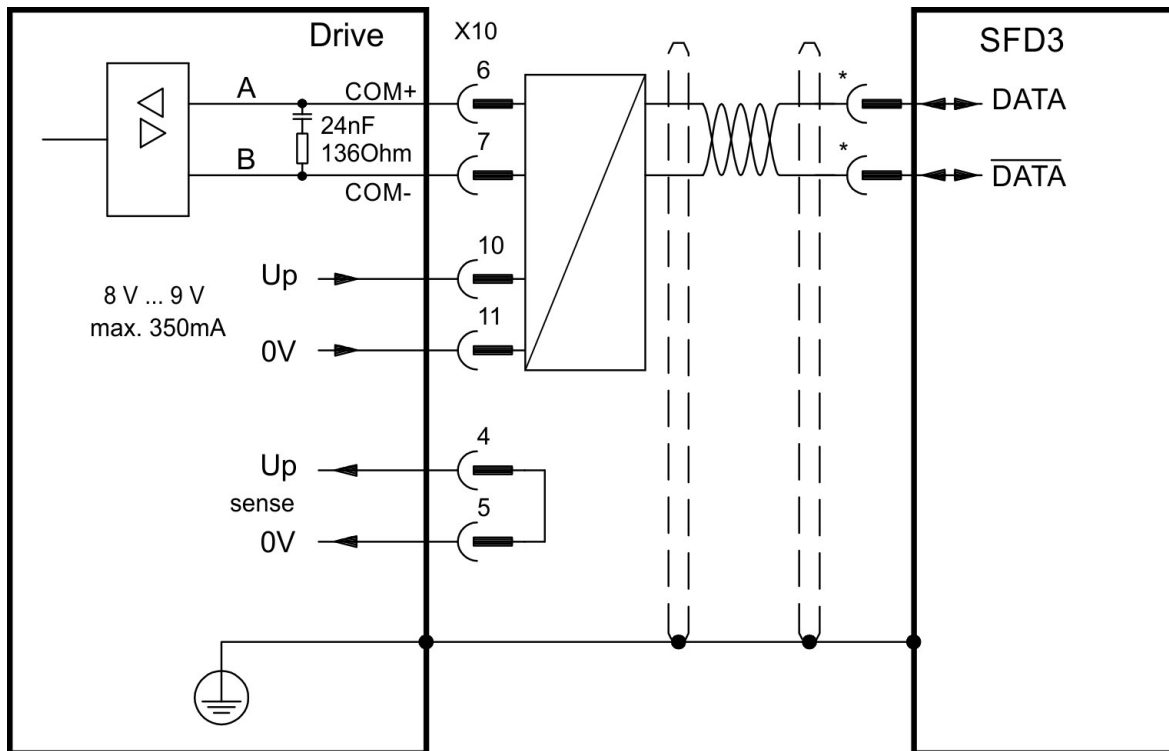 Drive
X10
SFD3
A
COM+
6
*
DATA
24nF
136Ohm
7
B
COM-
*
DATA
10
Up
8 V ... 9 V
max. 350mA
11
0V
4
Up
sense
5
0V